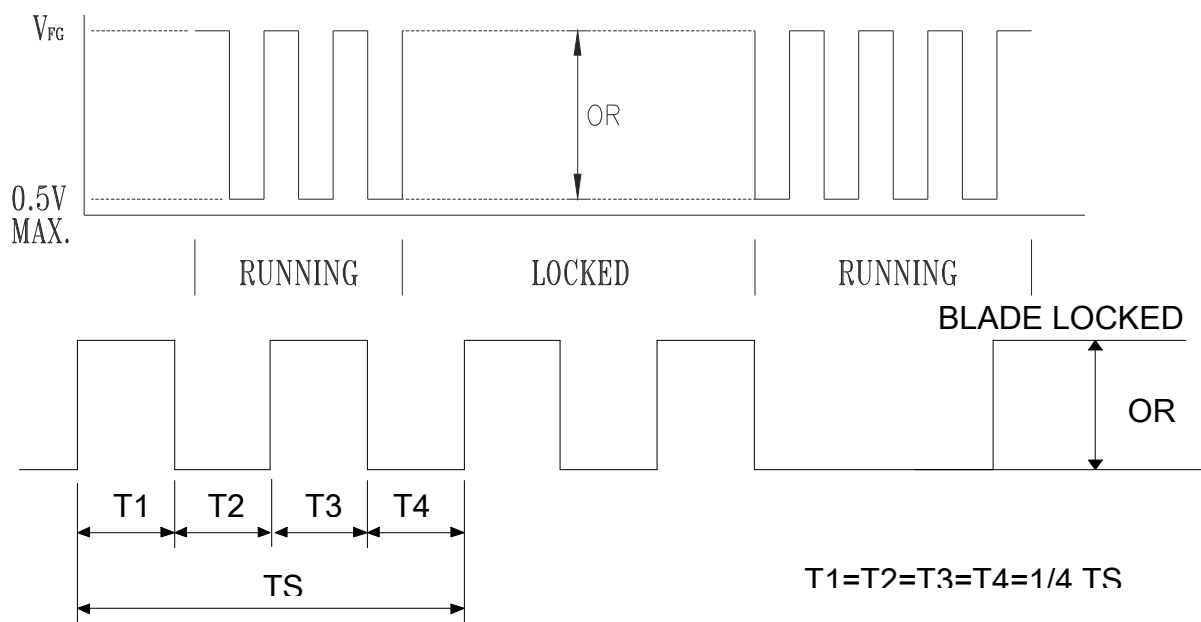 VFG
OR
0.5V
MAX.
RUNNING LOCKED RUNNING
BLADE LOCKED
OR
T1 T2 T3 T4
TS
T1=T2=T3=T4=1/4 TS